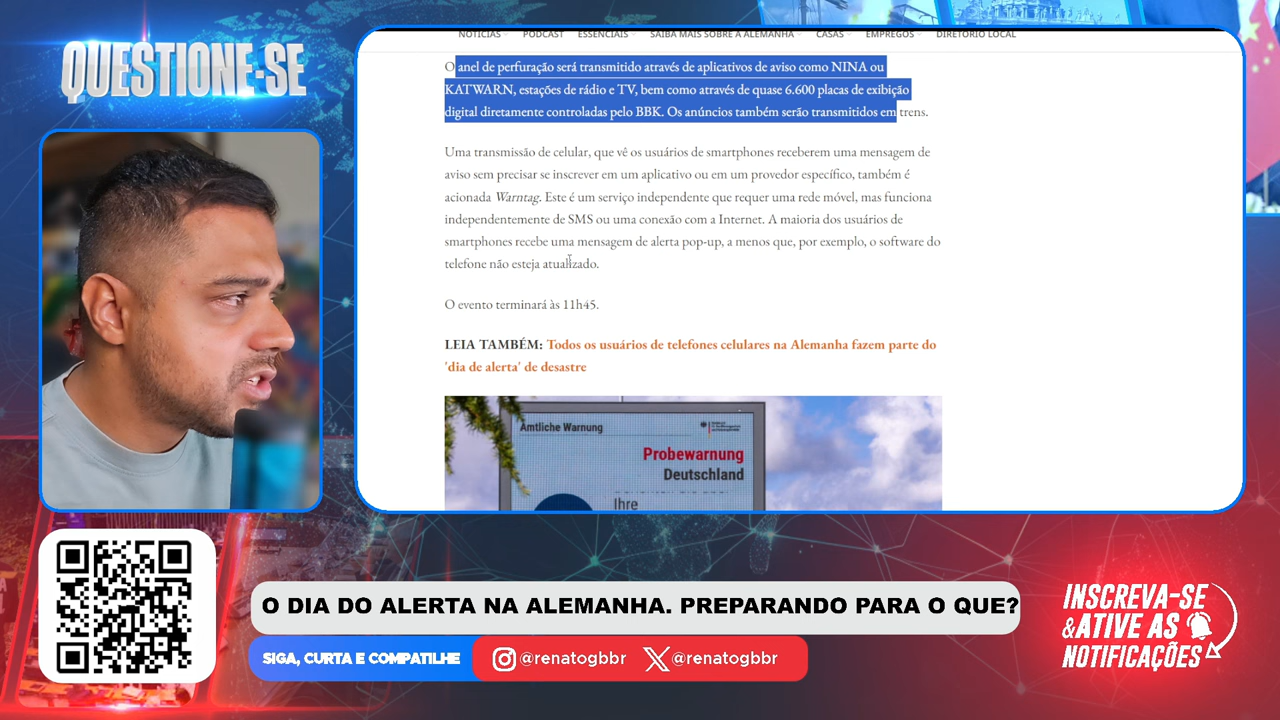 QUESTIONE-SE
NOTÍCIAS
PODCAST
ESSENCIAIS
SAIBA MAIS SOBRE A ALEMANHA
CASAS
EMPREGOS
DIRETÓRIO LOCAL
O anel de perfuração será transmitido através de aplicativos de aviso como NINA ou
KATWARN, estações de rádio e TV, bem como através de quase 6.600 placas de exibição
digital diretamente controladas pelo BBK. Os anúncios também serão transmitidos em trens.
Uma transmissão de celular, que vê os usuários de smartphones receberem uma mensagem de
aviso sem precisar se inscrever em um aplicativo ou em um provedor específico, também é
acionada Warntag. Este é um serviço independente que requer uma rede móvel, mas funciona
independentemente de SMS ou uma conexão com a Internet. A maioria dos usuários de
smartphones recebe uma mensagem de alerta pop-up, a menos que, por exemplo, o software do
telefone não esteja atualizado.
O evento terminará às 11h45.
LEIA TAMBÉM: Todos os usuários de telefones celulares na Alemanha fazem parte do
'dia de alerta' de desastre
Amtliche Warnung
Probewarnung
Deutschland
Ihre
O DIA DO ALERTA NA ALEMANHA. PREPARANDO PARA O QUE?
SIGA, CURTA E COMPATILHE
@renatogbbr
@renatogbbr
INSCREVA-SE
&ATIVE AS
NOTIFICAÇÕES